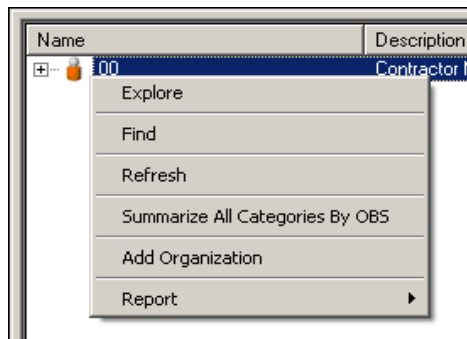 Name Description
00 Contractor
Explore
Find
Refresh
Summarize All Categories By OBS
Add Organization
Report